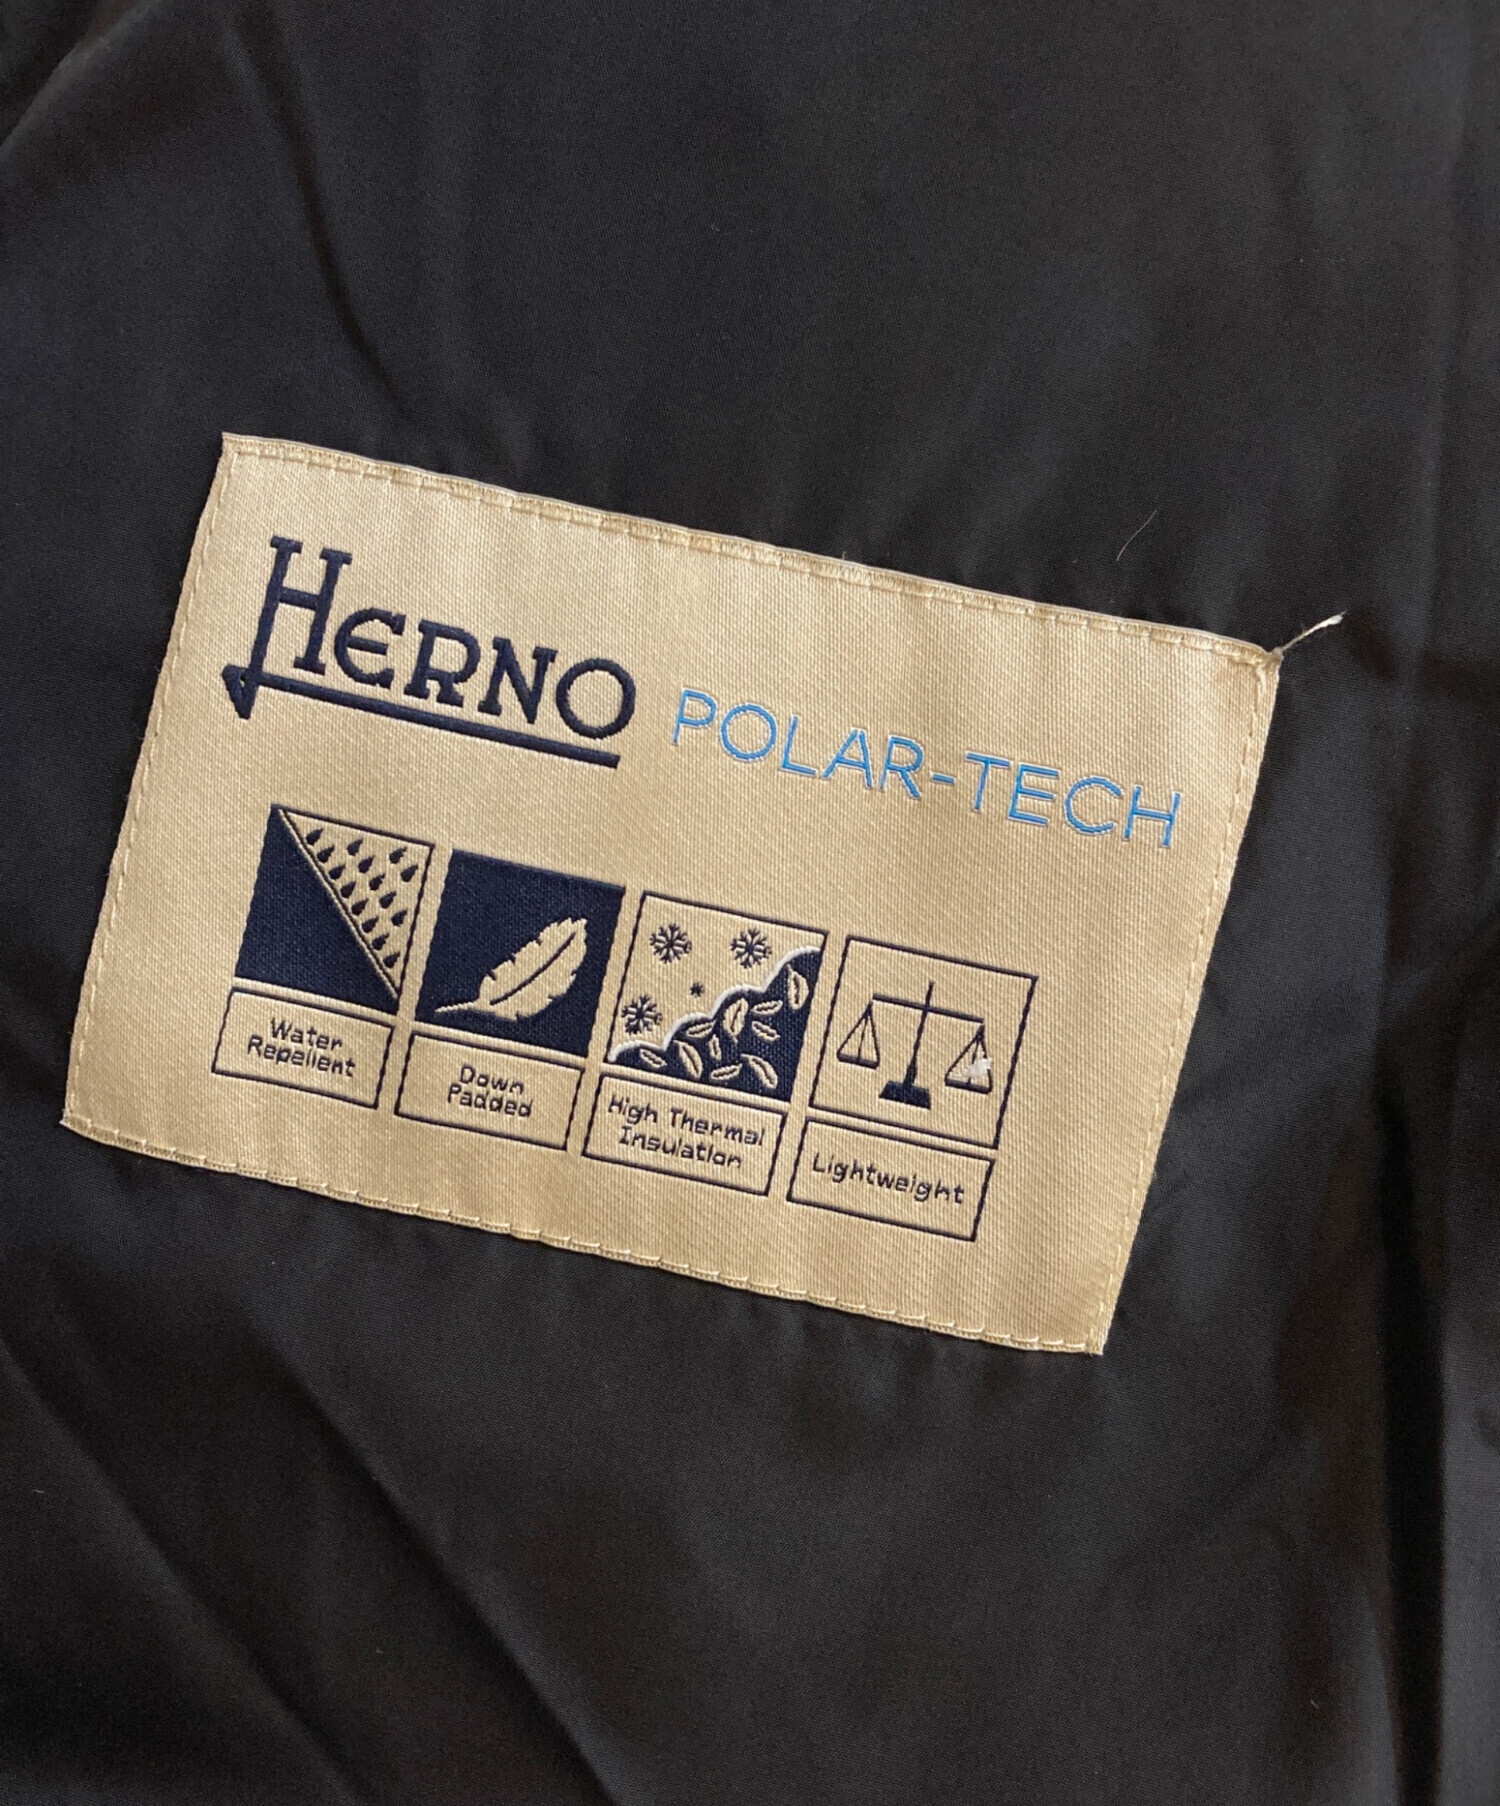 HERNO POLAR-TECH
Water
Repellent
Down
Padded
High Thermal
Insulation
Lightweight